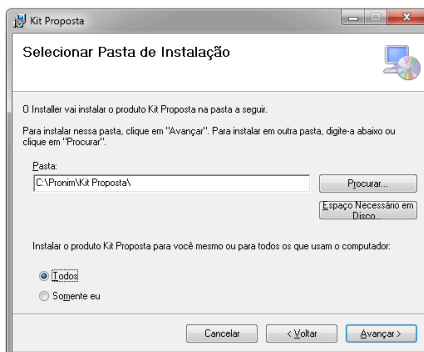 Kit Proposta
Selecionar Pasta de Instalação
O Installer vai instalar o produto Kit Proposta na pasta a seguir.
Para instalar nessa pasta, clique em "Avançar". Para instalar em outra pasta, digite-a abaixo ou
clique em "Procurar".
Pasta:
C:\Pronim\Kit Proposta\
Procurar...
Espaço Necessário em
Disco...
Instalar o produto Kit Proposta para você mesmo ou para todos os que usam o computador:
Todos
Somente eu
Cancelar
< Voltar
Avançar >